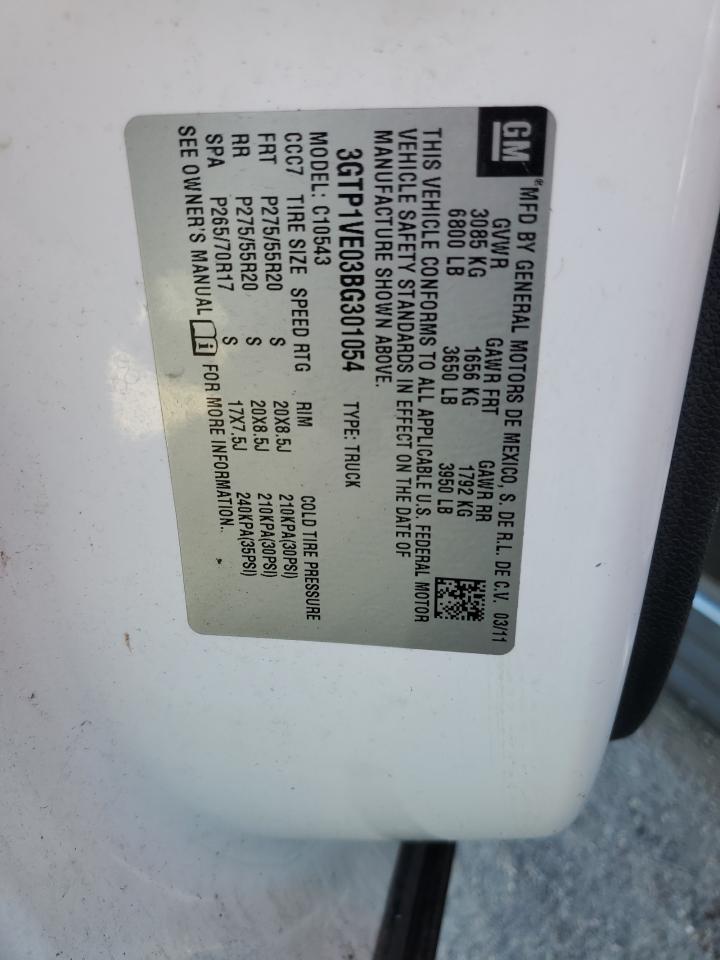 GM
®MFD BY GENERAL MOTORS DE MEXICO, S. DE R.L. DE C.V. 03/11
GVWR GAWR FRT GAWR RR
3085 KG 1656 KG 1792 KG
6800 LB 3650 LB 3950 LB
THIS VEHICLE CONFORMS TO ALL APPLICABLE U.S. FEDERAL MOTOR
VEHICLE SAFETY STANDARDS IN EFFECT ON THE DATE OF
MANUFACTURE SHOWN ABOVE.
3GTP1VE03BG301054 TYPE: TRUCK
MODEL: C10543
CCC7 TIRE SIZE SPEED RTG RIM COLD TIRE PRESSURE
FRT P275/55R20 S 20X8.5J 210KPA(30PSI)
RR P275/55R20 S 20X8.5J 210KPA(30PSI)
SPA P265/70R17 S 17X7.5J 240KPA(35PSI)
SEE OWNER'S MANUAL i FOR MORE INFORMATION.